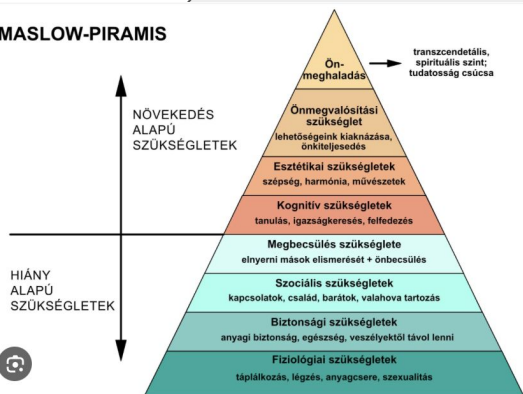 MASLOW-PIRAMIS
Ön-
meghaladás
transzcendetális,
spirituális szint;
tudatosság csúcsa
NÖVEKEDÉS
ALAPÚ
SZÜKSÉGLETEK
Önmegvalósítási
szükséglet
lehetőségeink kiaknázása,
önkiteljesedés
Esztétikai szükségletek
szépség, harmónia, művészetek
Kognitív szükségletek
tanulás, igazságkeresés, felfedezés
HIÁNY
ALAPÚ
SZÜKSÉGLETEK
Megbecsülés szükséglete
elnyerni mások elismerését + önbecsülés
Szociális szükségletek
kapcsolatok, család, barátok, valahova tartozás
Biztonsági szükségletek
anyagi biztonság, egészség, veszélyektől távol lenni
Fiziológiai szükségletek
táplálkozás, légzés, anyagcsere, szexualitás